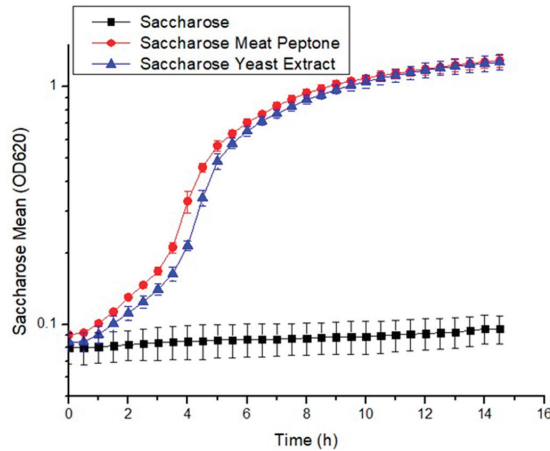 Saccharose
Saccharose Meat Peptone
Saccharose Yeast Extract
1
0.1
Saccharose Mean (OD620)
0 2 4 6 8 10 12 14 16
Time (h)